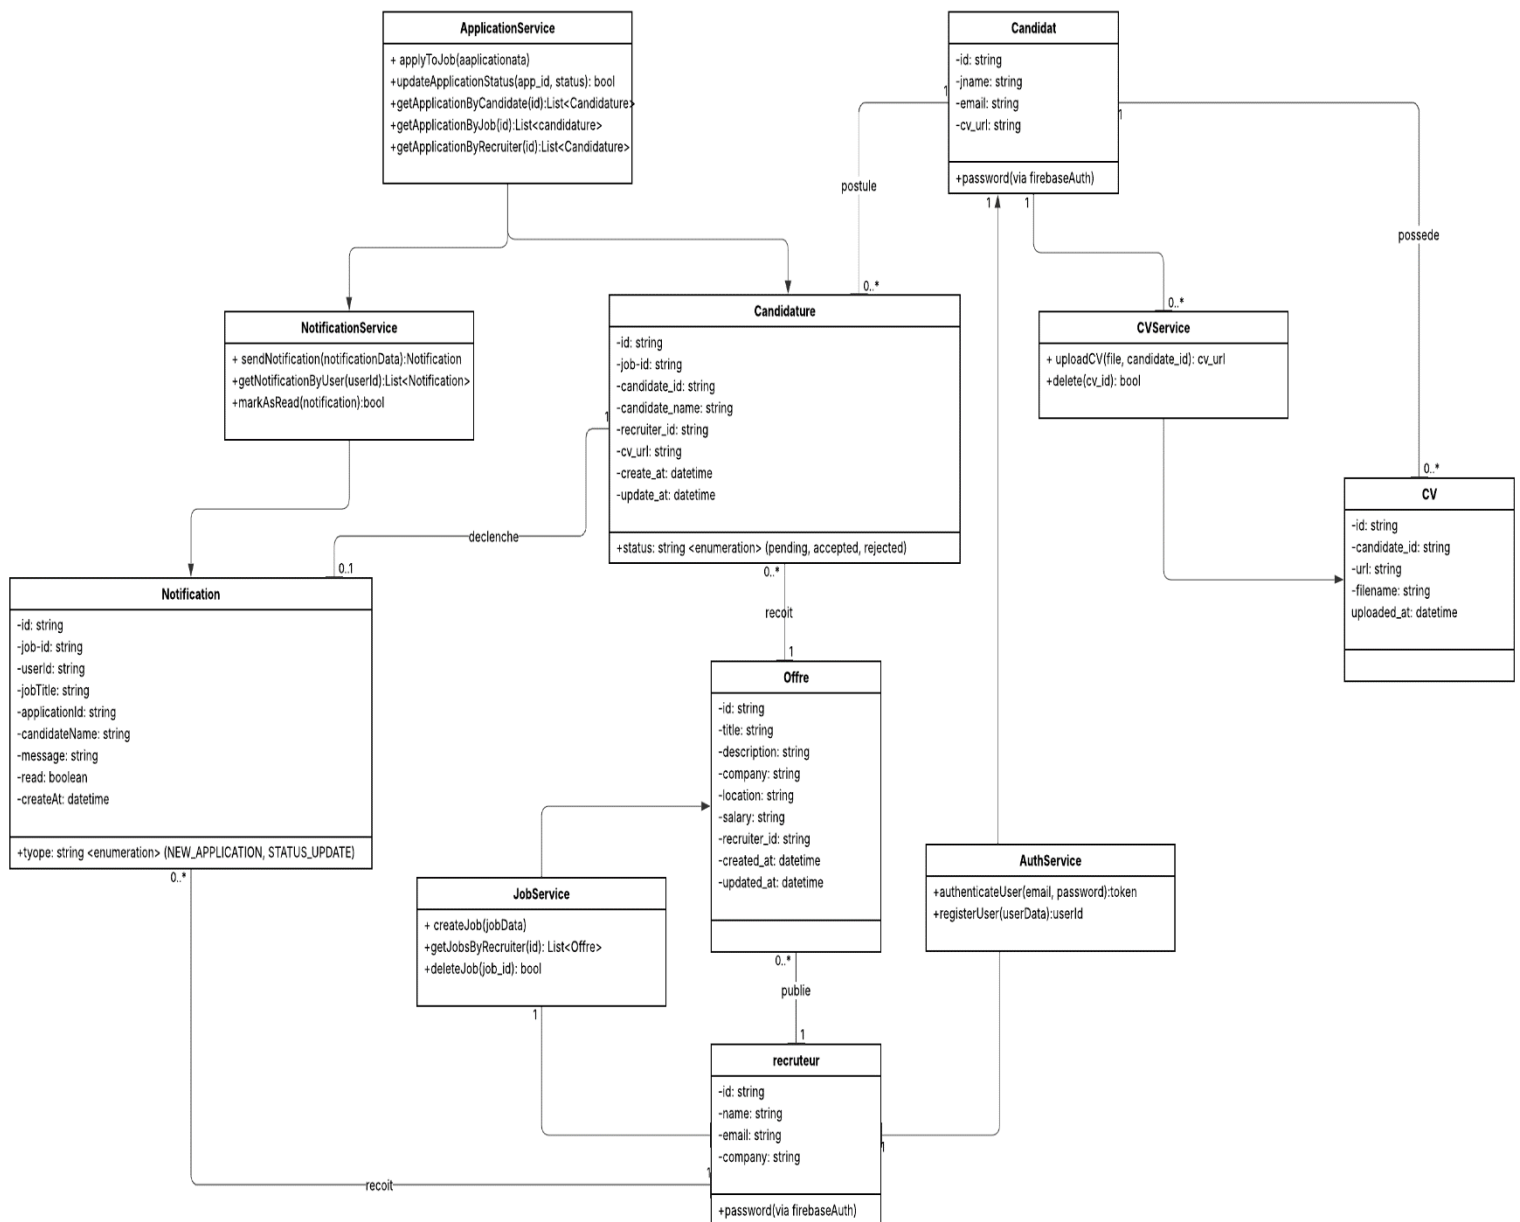 ApplicationService
+ applyToJob(aaplicationata)
+updateApplicationStatus(app_id, status): bool
+getApplicationByCandidate(id):List<Candidature>
+getApplicationByJob(id):List<candidature>
+getApplicationByRecruiter(id):List<Candidature>
Candidat
-id: string
-jname: string
-email: string
-cv_url: string
+password(via firebaseAuth)
1
1
1
1
postule
possede
0..*
0..*
0..*
NotificationService
+ sendNotification(notificationData):Notification
+getNotificationByUser(userId):List<Notification>
+markAsRead(notification):bool
Candidature
-id: string
-job-id: string
-candidate_id: string
-candidate_name: string
-recruiter_id: string
-cv_url: string
-create_at: datetime
-update_at: datetime
+status: string <enumeration> (pending, accepted, rejected)
CVService
+ uploadCV(file, candidate_id): cv_url
+delete(cv_id): bool
CV
-id: string
-candidate_id: string
-url: string
-filename: string
uploaded_at: datetime
1
declenche
0..1
0..*
recoit
1
Notification
-id: string
-job-id: string
-userId: string
-jobTitle: string
-applicationId: string
-candidateName: string
-message: string
-read: boolean
-createAt: datetime
+tyope: string <enumeration> (NEW_APPLICATION, STATUS_UPDATE)
0..*
Offre
-id: string
-title: string
-description: string
-company: string
-location: string
-salary: string
-recruiter_id: string
-created_at: datetime
-updated_at: datetime
JobService
+ createJob(jobData)
+getJobsByRecruiter(id): List<Offre>
+deleteJob(job_id): bool
1
AuthService
+authenticateUser(email, password):token
+registerUser(userData):userId
0..*
publie
1
recruteur
-id: string
-name: string
-email: string
-company: string
+password(via firebaseAuth)
1
1
recoit